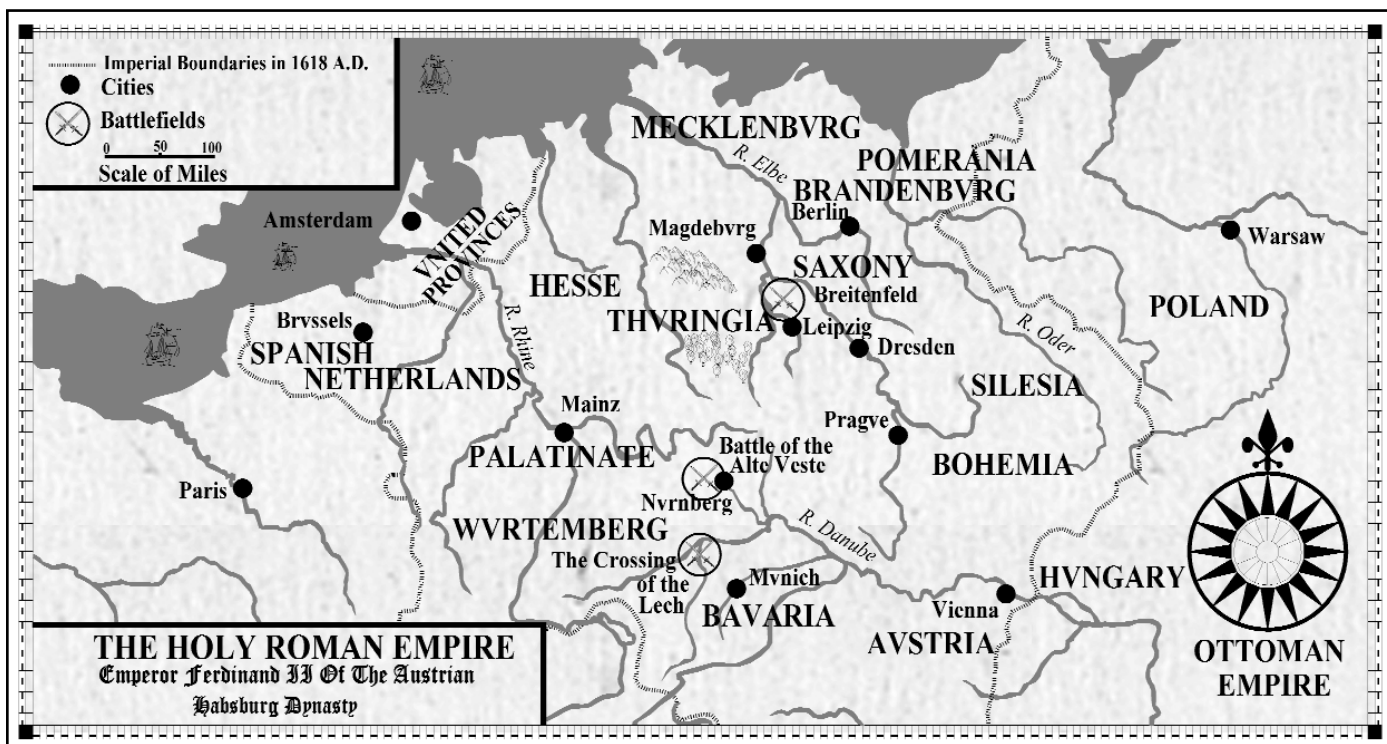 Imperial Boundaries in 1618 A.D.
Cities
Battlefields
0 50 100
Scale of Miles
MECKLENBVRG
R. Elbe
POMERANIA
BRANDENBVRG
Berlin
Amsterdam
VNITED
PROVINCES
Magdebvrg
Warsaw
SAXONY
HESSE
Breitenfeld
POLAND
THVRINGIA
Leipzig
R. Rhine
R. Oder
Brvssels
SPANISH
NETHERLANDS
Dresden
SILESIA
Mainz
Pragve
PALATINATE
Battle of the
Alte Veste
BOHEMIA
Paris
Nvrnberg
WVRTEMBERG
R. Danube
The Crossing
of the
Lech
Mvnich
BAVARIA
HVNGARY
Vienna
AVSTRIA
OTTOMAN
EMPIRE
THE HOLY ROMAN EMPIRE
Emperor Ferdinand II Of The Austrian
Habsburg Dynasty